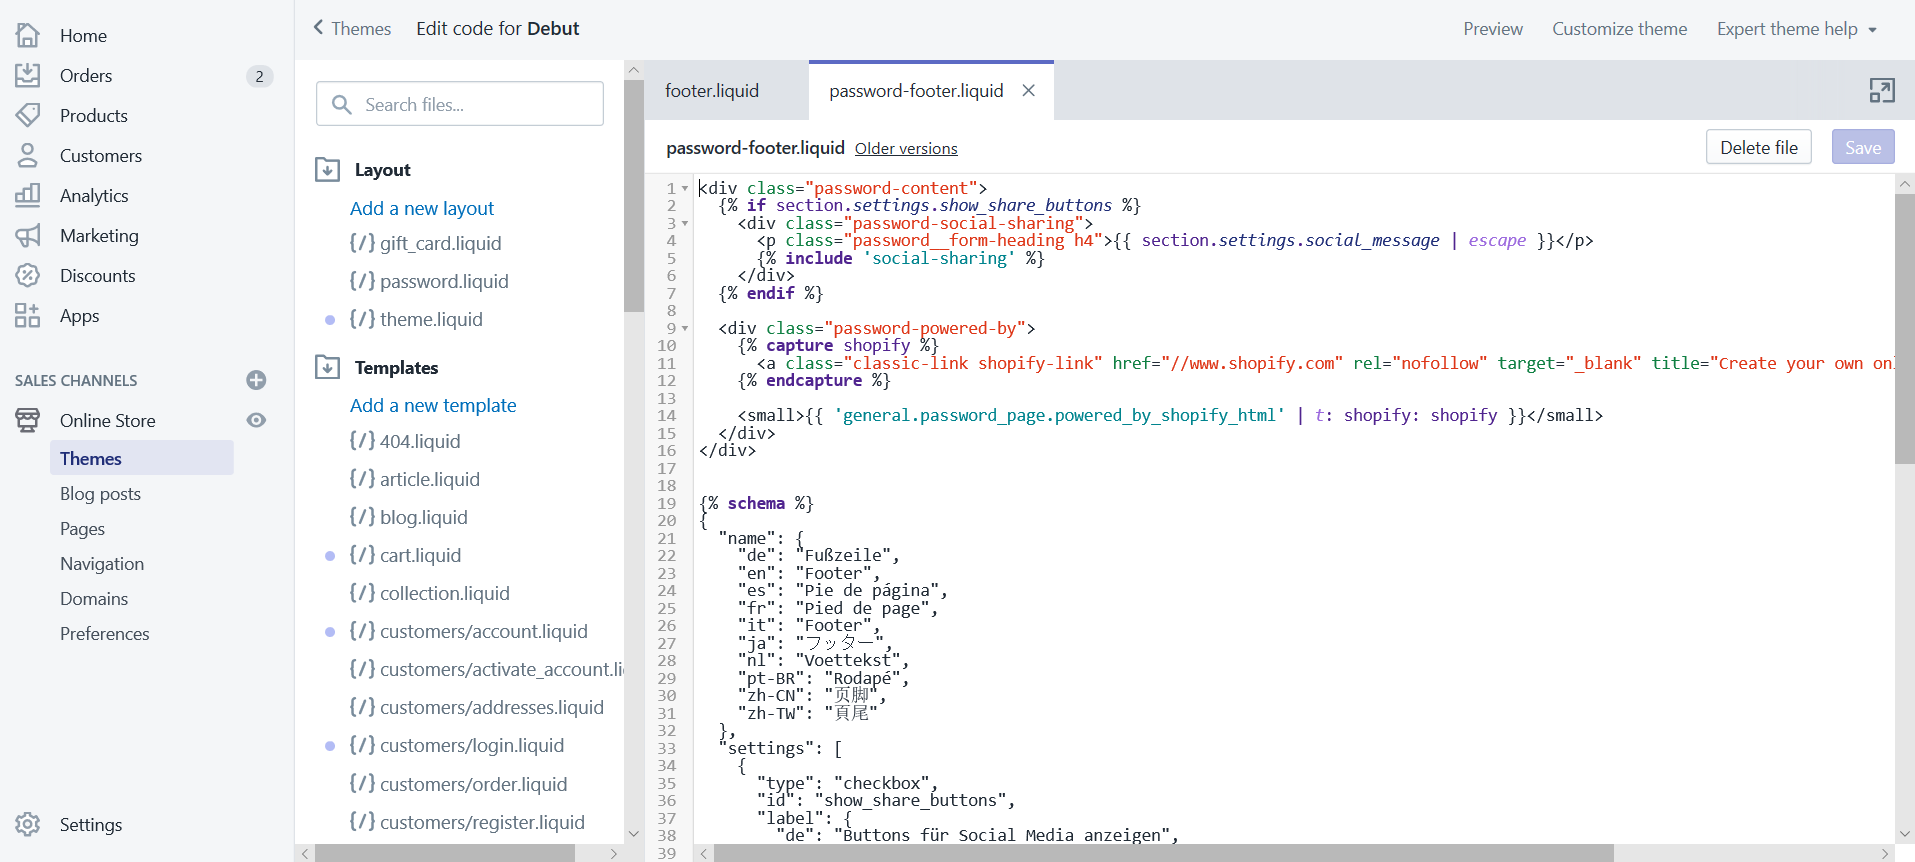 Home
Orders 2
Products
Customers
Analytics
Marketing
Discounts
Apps
SALES CHANNELS
Online Store
Themes
Blog posts
Pages
Navigation
Domains
Preferences
Settings
Themes Edit code for Debut
Preview Customize theme Expert theme help
Search files...
Layout
Add a new layout
{/} gift_card.liquid
{/} password.liquid
{/} theme.liquid
Templates
Add a new template
{/} 404.liquid
{/} article.liquid
{/} blog.liquid
{/} cart.liquid
{/} collection.liquid
{/} customers/account.liquid
{/} customers/activate_account.li
{/} customers/addresses.liquid
{/} customers/login.liquid
{/} customers/order.liquid
{/} customers/register.liquid
footer.liquid password-footer.liquid
password-footer.liquid Older versions Delete file Save
1 <div class="password-content">
2 {% if section.settings.show_share_buttons %}
3 <div class="password-social-sharing">
4 <p class="password__form-heading h4">{{ section.settings.social_message | escape }}</p>
5 {% include 'social-sharing' %}
6 </div>
7 {% endif %}
8
9 <div class="password-powered-by">
10 {% capture shopify %}
11 <a class="classic-link shopify-link" href="//www.shopify.com" rel="nofollow" target="_blank" title="Create your own onl
12 {% endcapture %}
13
14 <small>{{ 'general.password_page.powered_by_shopify_html' | t: shopify: shopify }}</small>
15 </div>
16 </div>
17
18
19 {% schema %}
20 {
21 "name": {
22 "de": "Fußzeile",
23 "en": "Footer",
24 "es": "Pie de página",
25 "fr": "Pied de page",
26 "it": "Footer",
27 "ja": "フッター",
28 "nl": "Voettekst",
29 "pt-BR": "Rodapé",
30 "zh-CN": "页脚",
31 "zh-TW": "頁尾"
32 },
33 "settings": [
34 {
35 "type": "checkbox",
36 "id": "show_share_buttons",
37 "label": {
38 "de": "Buttons für Social Media anzeigen",
39